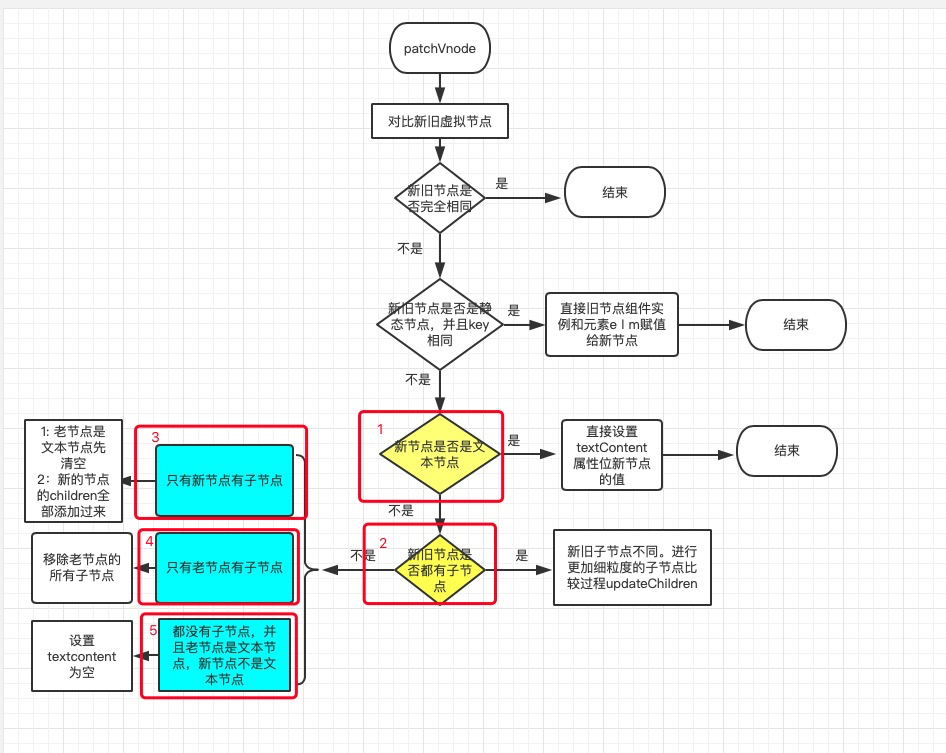 patchVnode
对比新旧虚拟节点
新旧节点是
否完全相同
是
结束
不是
新旧节点是否是静
态节点，并且key
相同
是
直接旧节点组件实
例和元素e l m赋值
给新节点
结束
不是
1
新节点是否是文
本节点
是
直接设置
textContent
属性位新节点
的值
结束
不是
2
新旧节点是
否都有子节
点
是
新旧子节点不同。进行
更加细粒度的子节点比
较过程updateChildren
不是
3
只有新节点有子节点
1: 老节点是
文本节点先
清空
2：新的节点
的children全
部添加过来
4
只有老节点有子节点
移除老节点的
所有子节点
5
都没有子节点，并
且老节点是文本节
点，新节点不是文
本节点
设置
textcontent
为空